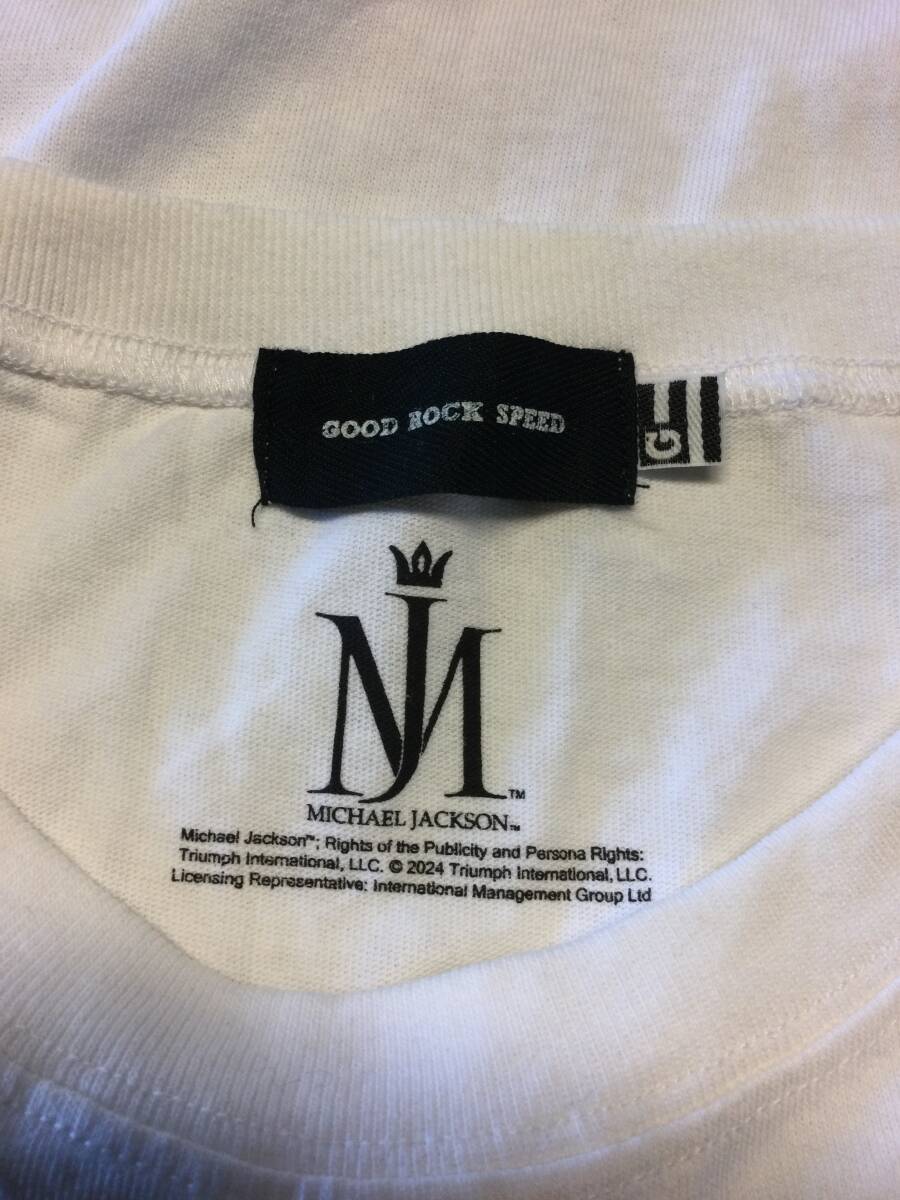 GOOD ROCK SPEED
G
MJ™
MICHAEL JACKSON™
Michael Jackson™; Rights of the Publicity and Persona Rights:
Triumph International, LLC. © 2024 Triumph International, LLC.
Licensing Representative: International Management Group Ltd